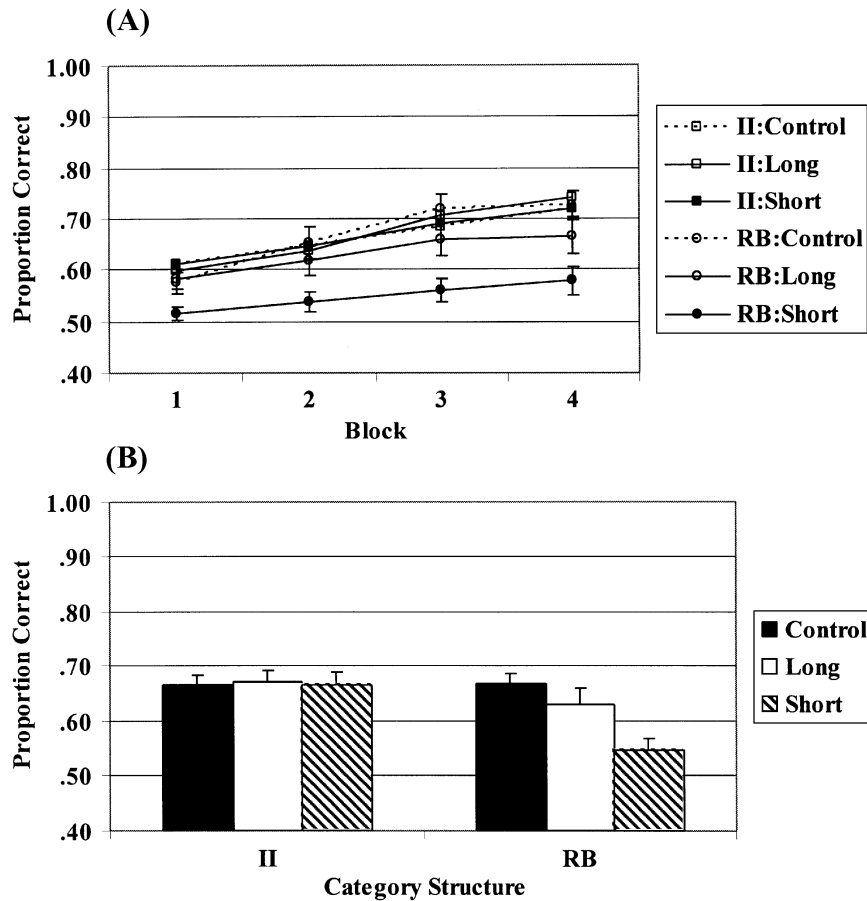 (A)
Proportion Correct
1.00
.90
.80
.70
.60
.50
.40
1 2 3 4
Block
II:Control
II:Long
II:Short
RB:Control
RB:Long
RB:Short
(B)
Proportion Correct
1.00
.90
.80
.70
.60
.50
.40
II RB
Category Structure
Control
Long
Short